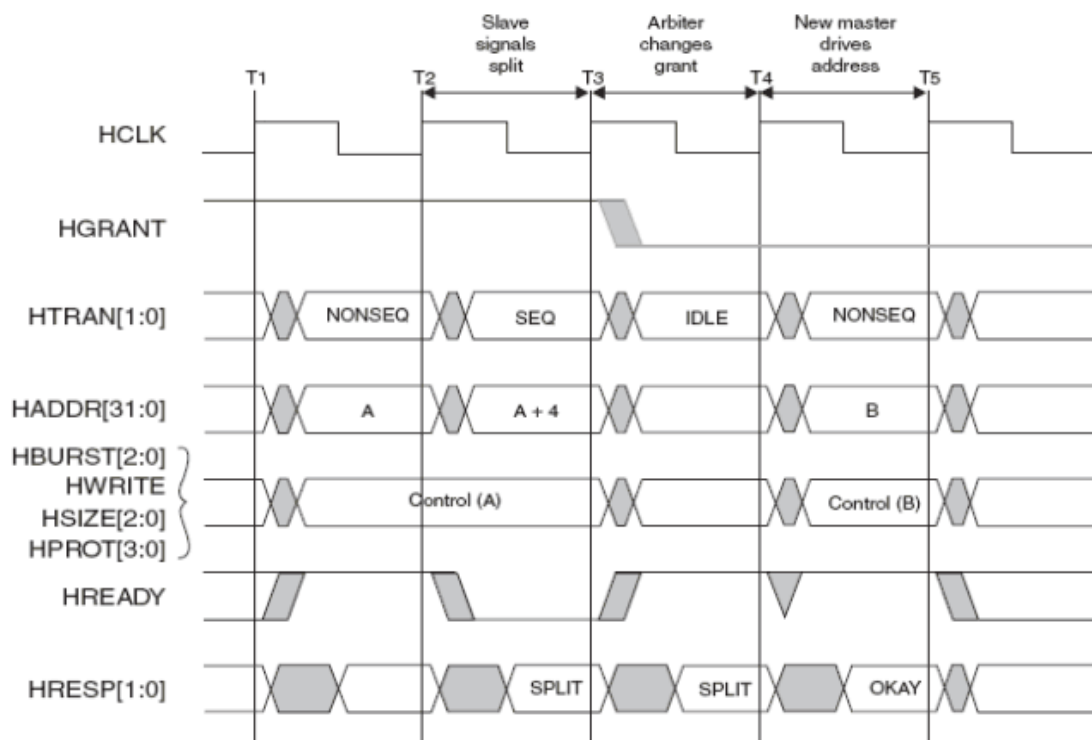 Slave
signals
split
Arbiter
changes
grant
New master
drives
address
T1
T2
T3
T4
T5
HCLK
HGRANT
HTRAN[1:0]
NONSEQ
SEQ
IDLE
NONSEQ
HADDR[31:0]
A
A + 4
B
HBURST[2:0]
HWRITE
HSIZE[2:0]
HPROT[3:0]
Control (A)
Control (B)
HREADY
HRESP[1:0]
SPLIT
SPLIT
OKAY